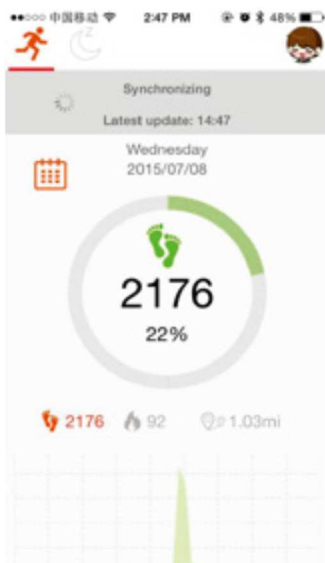 中国移动 2:47 PM 48%
z
Synchronizing
Latest update: 14:47
Wednesday
2015/07/08
2176
22%
2176 92 1.03mi